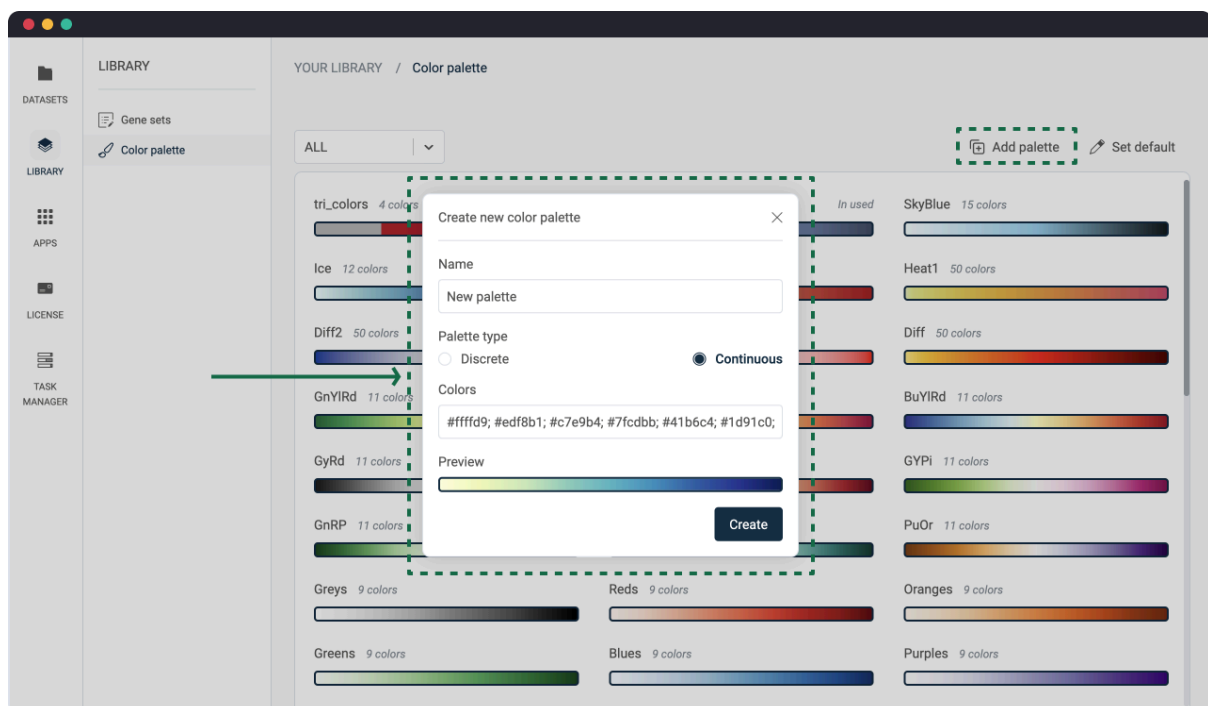 DATASETS
LIBRARY
APPS
LICENSE
TASK
MANAGER
LIBRARY
Gene sets
Color palette
YOUR LIBRARY / Color palette
ALL
Add palette
Set default
tri_colors 4 colors
In used
SkyBlue 15 colors
Ice 12 colors
Heat1 50 colors
Diff2 50 colors
Diff 50 colors
GnYlRd 11 colors
BuYlRd 11 colors
GyRd 11 colors
GYPi 11 colors
GnRP 11 colors
PuOr 11 colors
Greys 9 colors
Reds 9 colors
Oranges 9 colors
Greens 9 colors
Blues 9 colors
Purples 9 colors
Create new color palette
Name
New palette
Palette type
Discrete
Continuous
Colors
#ffffd9; #edf8b1; #c7e9b4; #7fcdbb; #41b6c4; #1d91c0;
Preview
Create